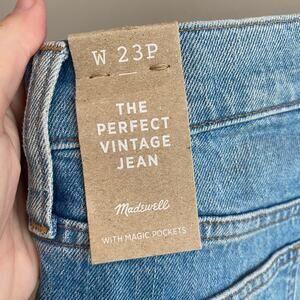 W 23P
THE
PERFECT
VINTAGE
JEAN
Madewell
WITH MAGIC POCKETS